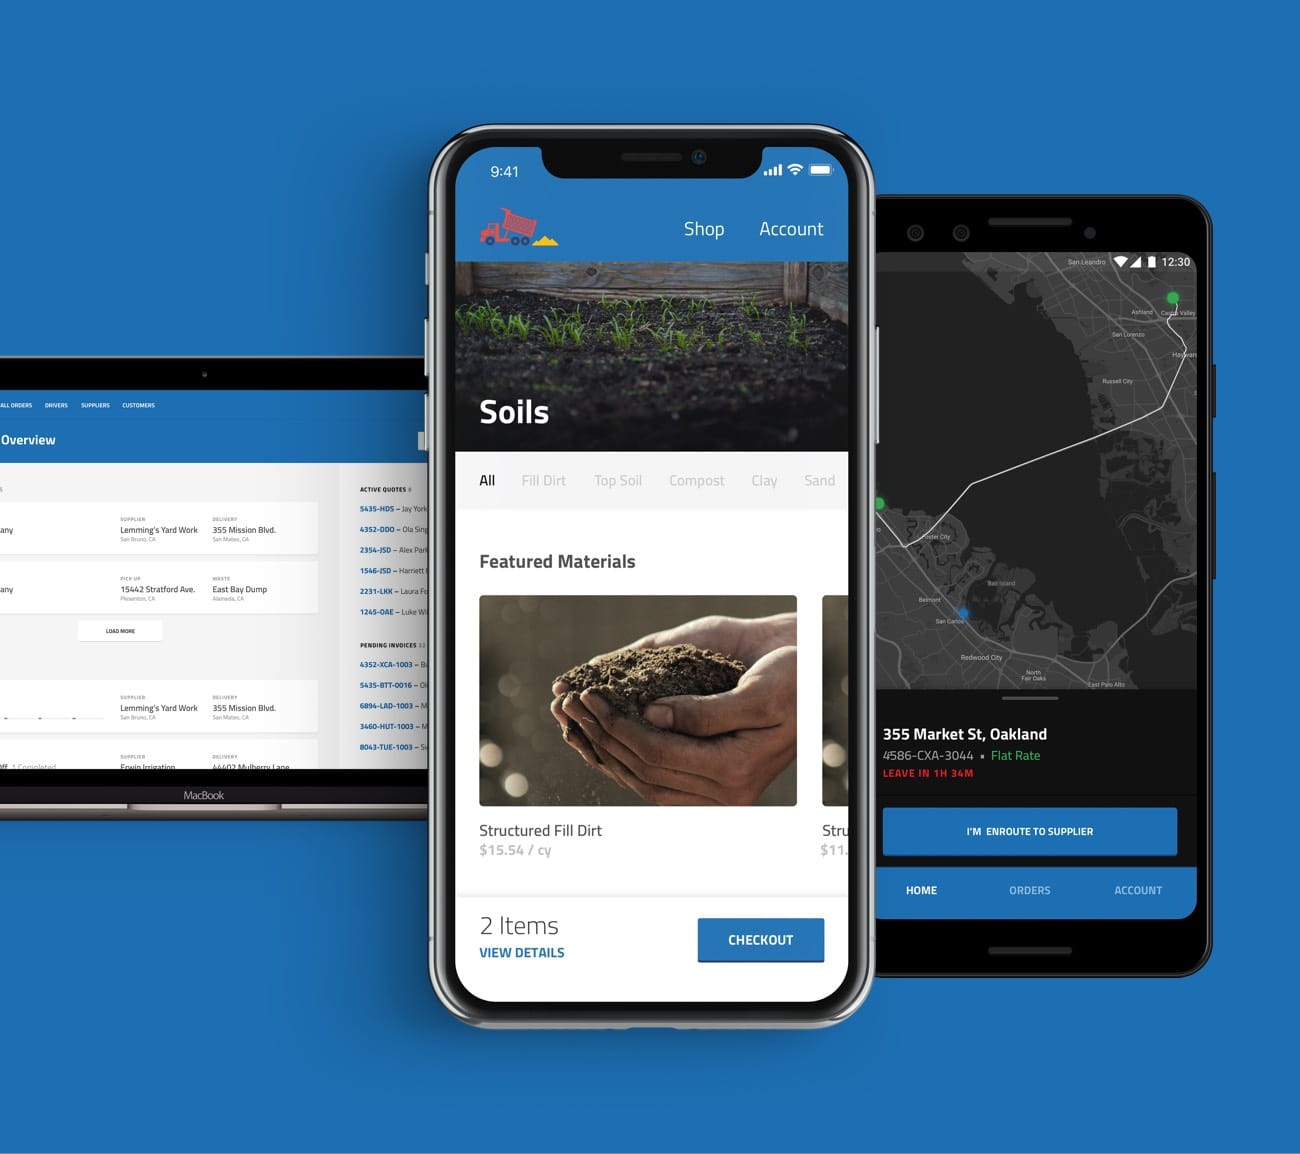 ALL ORDERS DRIVERS SUPPLIERS CUSTOMERS
Overview
any
SUPPLIER
Lemming's Yard Work
San Bruno, CA
DELIVERY
355 Mission Blvd.
San Mateo, CA
any
PICK UP
15442 Stratford Ave.
Plesanton, CA
WASTE
East Bay Dump
Alameda, CA
LOAD MORE
SUPPLIER
Lemming's Yard Work
San Bruno, CA
DELIVERY
355 Mission Blvd.
San Mateo, CA
1 Completed
SUPPLIER
Erwin Irrigation
DELIVERY
44402 Mulberry Lane
ACTIVE QUOTES
5435-HDS – Jay York
4352-DDO – Ola Sing
2354-JSD – Alex Par
1546-JSD – Harriett
2231-LKK – Laura Fo
1245-OAE – Luke Wi
PENDING INVOICES
4352-XCA-1003 –
5435-BTT-0016 –
6894-LAD-1003 –
3460-HUT-1003 –
8043-TUE-1003 –
MacBook
9:41
Shop Account
Soils
All Fill Dirt Top Soil Compost Clay Sand
Featured Materials
Structured Fill Dirt
$15.54 / cy
Stru
$11.
2 Items
VIEW DETAILS
CHECKOUT
12:30
San Leandro
Ashland
Castro Valley
San Lorenzo
Haywar
Russell City
Foster City
Bair Island
Belmont
San Carlos
Redwood City
North
Fair Oaks
East Palo Alto
355 Market St, Oakland
4586-CXA-3044 • Flat Rate
LEAVE IN 1H 34M
I'M ENROUTE TO SUPPLIER
HOME ORDERS ACCOUNT